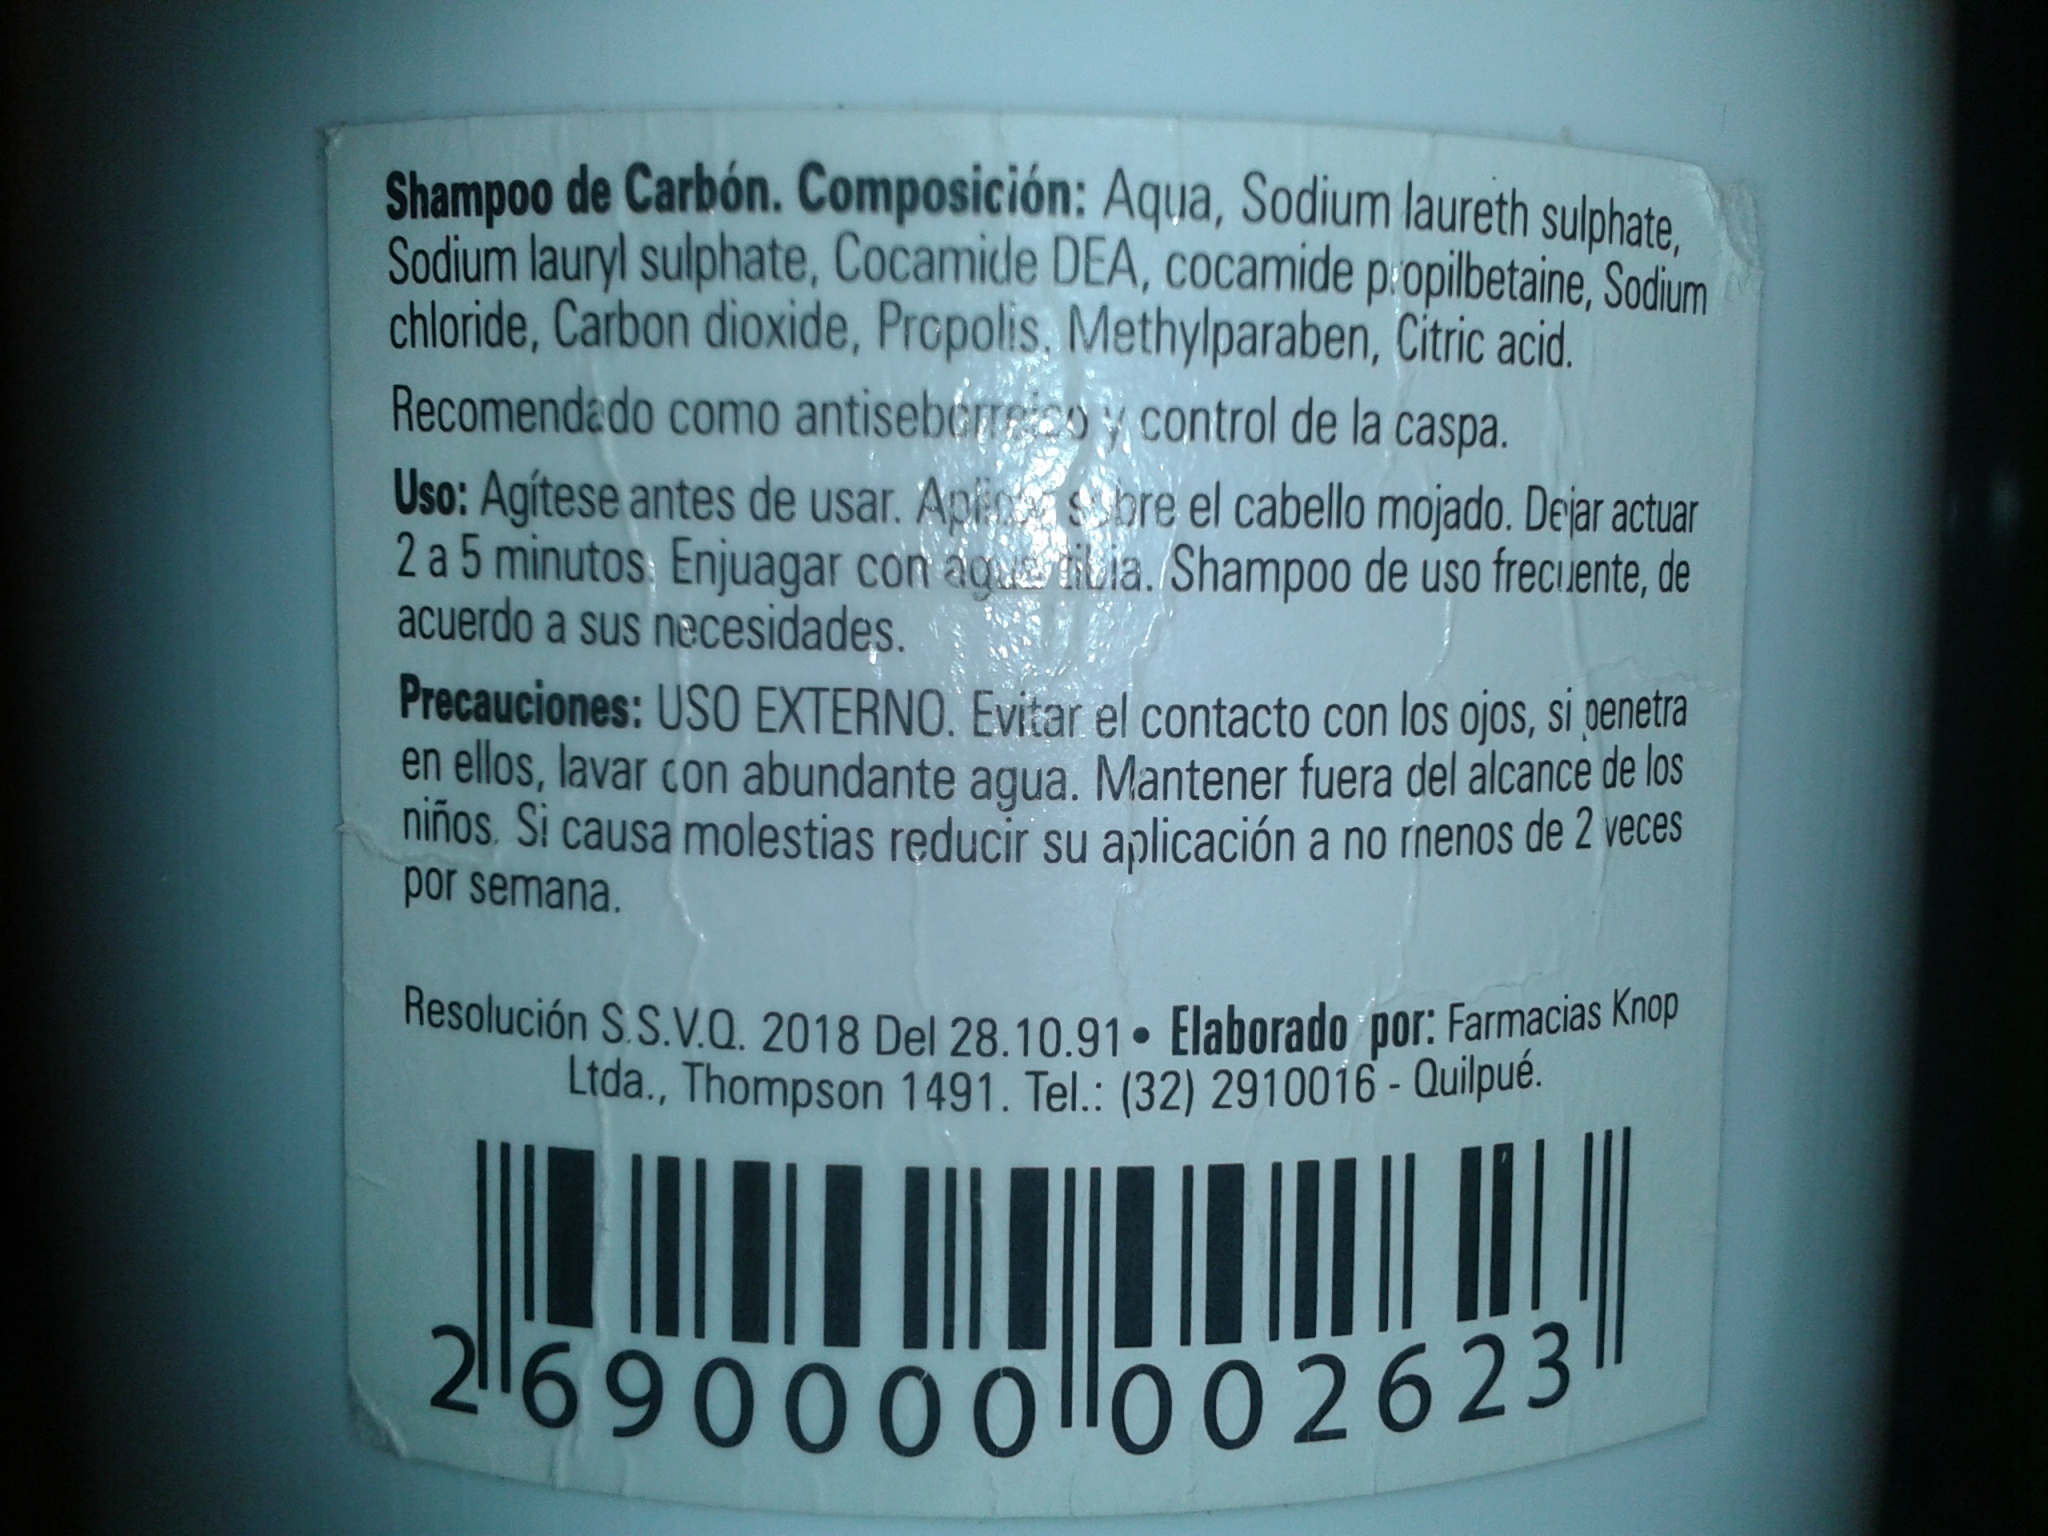 Shampoo de Carbón. Composición: Aqua, Sodium laureth sulphate,
Sodium lauryl sulphate, Cocamide DEA, cocamide propilbetaine, Sodium
chloride, Carbon dioxide, Propolis, Methylparaben, Citric acid.
Recomendado como antiseborreico y control de la caspa.
Uso: Agítese antes de usar. Aplicar sobre el cabello mojado. Dejar actuar
2 a 5 minutos. Enjuagar con agua tibia. Shampoo de uso frecuente, de
acuerdo a sus necesidades.
Precauciones: USO EXTERNO. Evitar el contacto con los ojos, si penetra
en ellos, lavar con abundante agua. Mantener fuera del alcance de los
niños. Si causa molestias reducir su aplicación a no menos de 2 veces
por semana.
Resolución S.S.V.Q. 2018 Del 28.10.91 • Elaborado por: Farmacias Knop
Ltda., Thompson 1491. Tel.: (32) 2910016 - Quilpué.
2 690000 002623